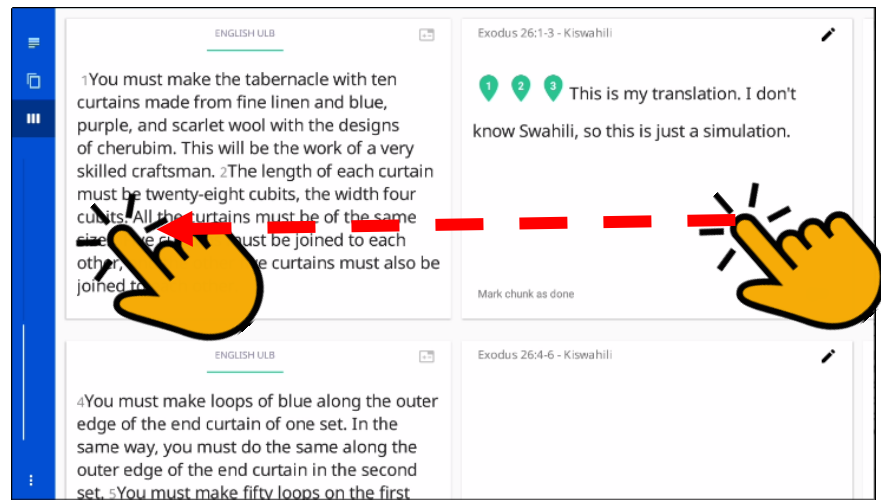 ENGLISH ULB
1You must make the tabernacle with ten
curtains made from fine linen and blue,
purple, and scarlet wool with the designs
of cherubim. This will be the work of a very
skilled craftsman. 2The length of each curtain
must be twenty-eight cubits, the width four
cubits. All the curtains must be of the same
must be joined to each
other, curtains must also be
joined
Exodus 26:1-3 - Kiswahili
1 2 3 This is my translation. I don't
know Swahili, so this is just a simulation.
Mark chunk as done
ENGLISH ULB
4You must make loops of blue along the outer
edge of the end curtain of one set. In the
same way, you must do the same along the
outer edge of the end curtain in the second
set. 5You must make fifty loops on the first
Exodus 26:4-6 - Kiswahili